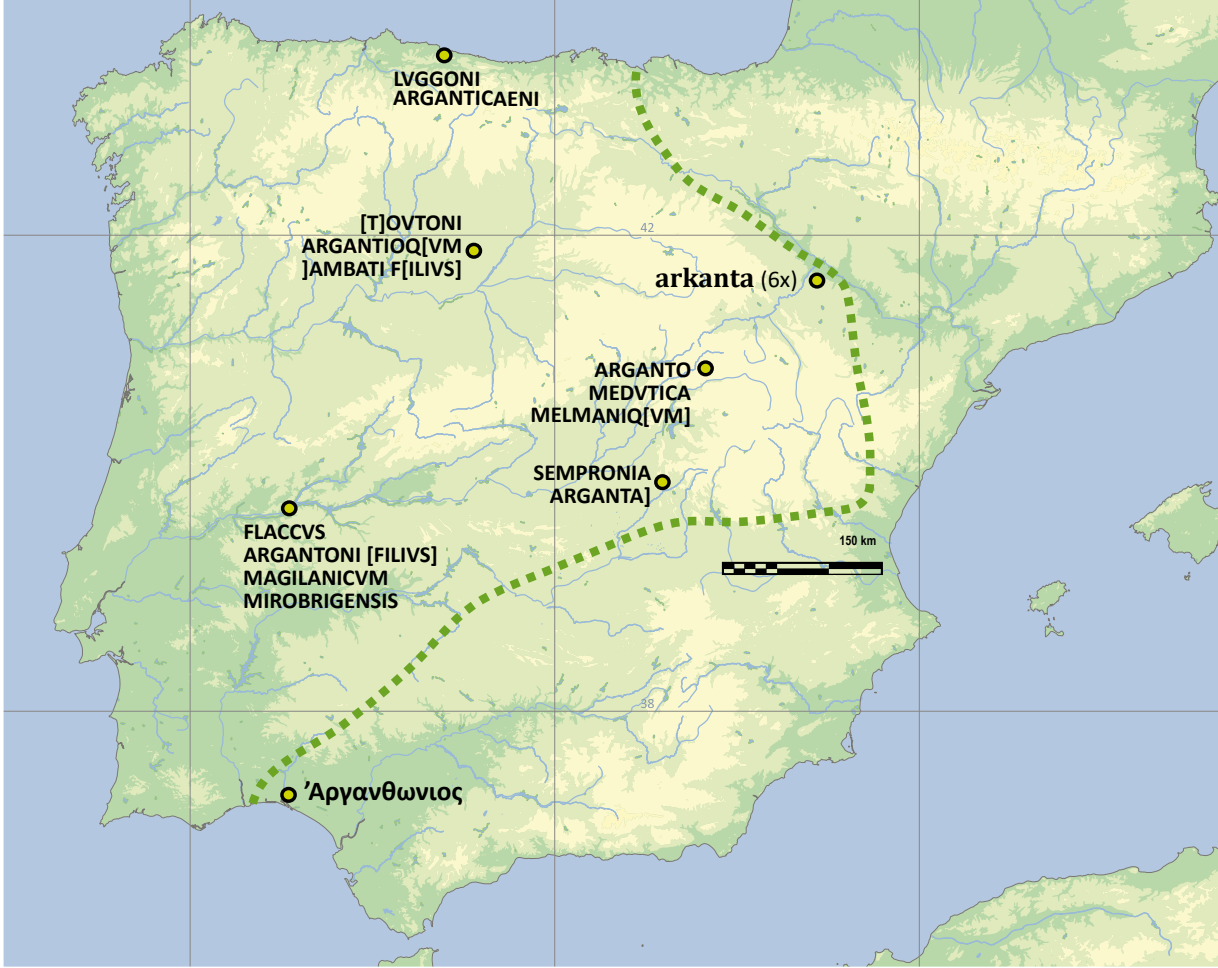 LVGGONI
ARGANTICAENI
[T]OVTONI
ARGANTIOQ[VM
]AMBATI F[ILIVS]
42
arkanta (6x)
ARGANTO
MEDVTICA
MELMANIQ[VM]
SEMPRONIA
ARGANTA]
FLACCVS
ARGANTONI [FILIVS]
MAGILANICVM
MIROBRIGENSIS
150 km
38
’Αργανθωνιος